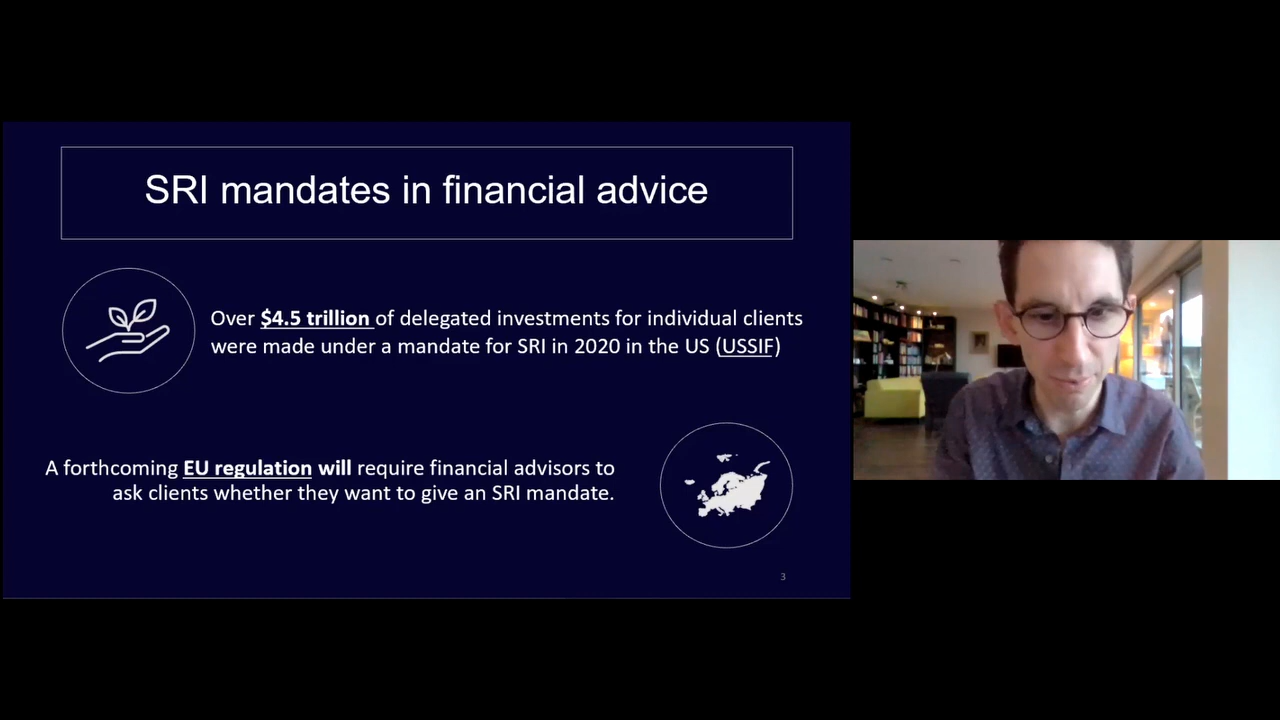 SRI mandates in financial advice
Over $4.5 trillion of delegated investments for individual clients
were made under a mandate for SRI in 2020 in the US (USSIF)
A forthcoming EU regulation will require financial advisors to
ask clients whether they want to give an SRI mandate.
3